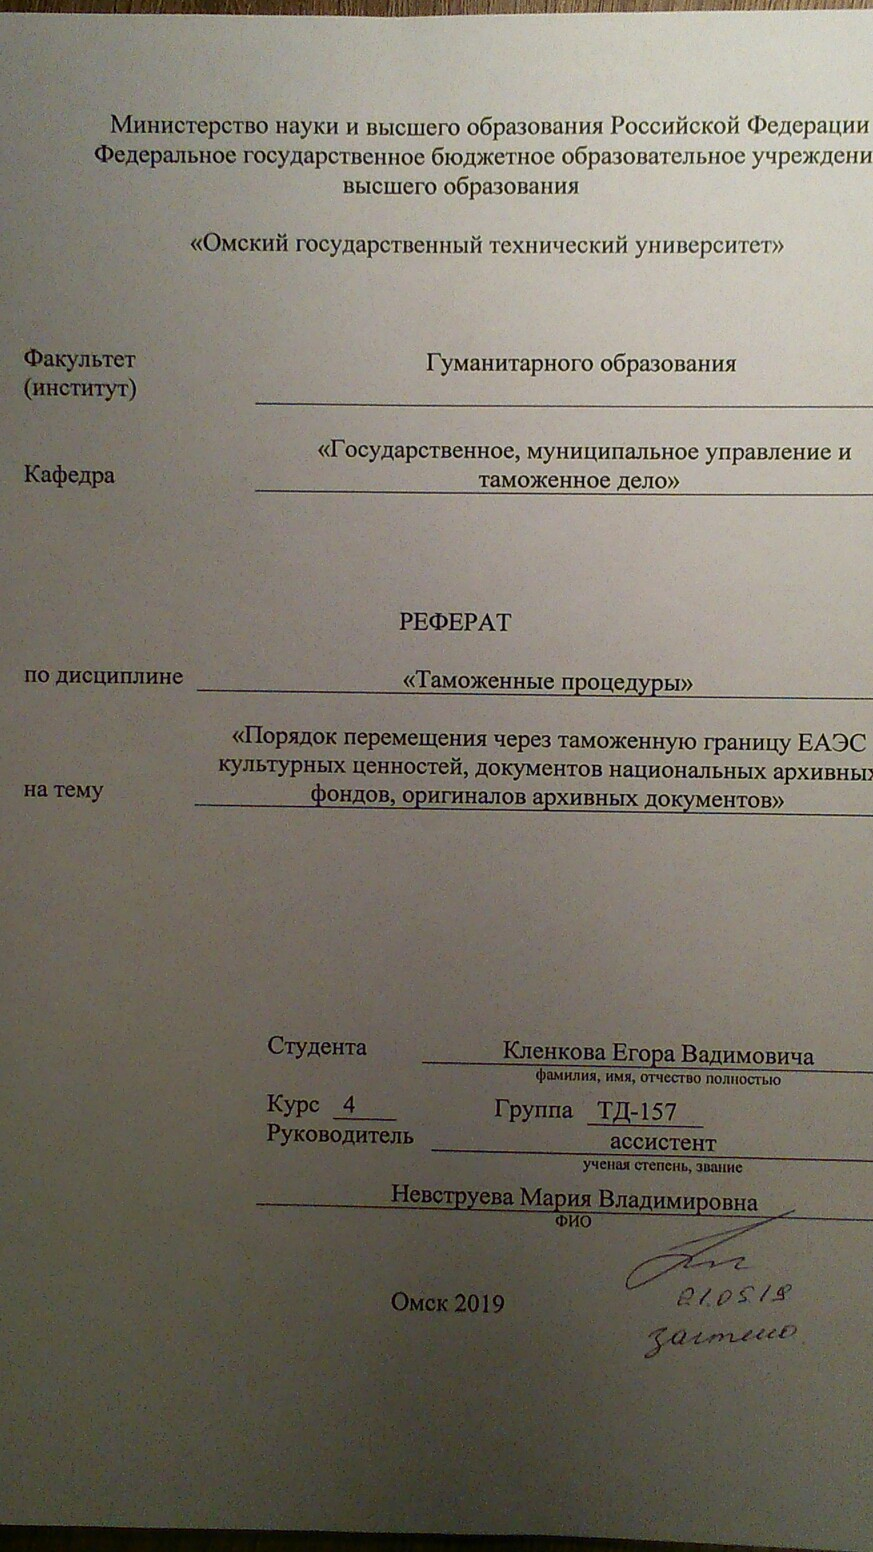 Министерство науки и высшего образования Российской Федерации
Федеральное государственное бюджетное образовательное учреждени
высшего образования
«Омский государственный технический университет»
Факультет
(институт)
Гуманитарного образования
Кафедра
«Государственное, муниципальное управление и
таможенное дело»
РЕФЕРАТ
по дисциплине «Таможенные процедуры»
на тему
«Порядок перемещения через таможенную границу ЕАЭС
культурных ценностей, документов национальных архивных
фондов, оригиналов архивных документов»
Студента Кленкова Егора Вадимовича
фамилия, имя, отчество полностью
Курс 4 Группа ТД-157
Руководитель ассистент
ученая степень, звание
Невструева Мария Владимировна
ФИО
Омск 2019
зачтено